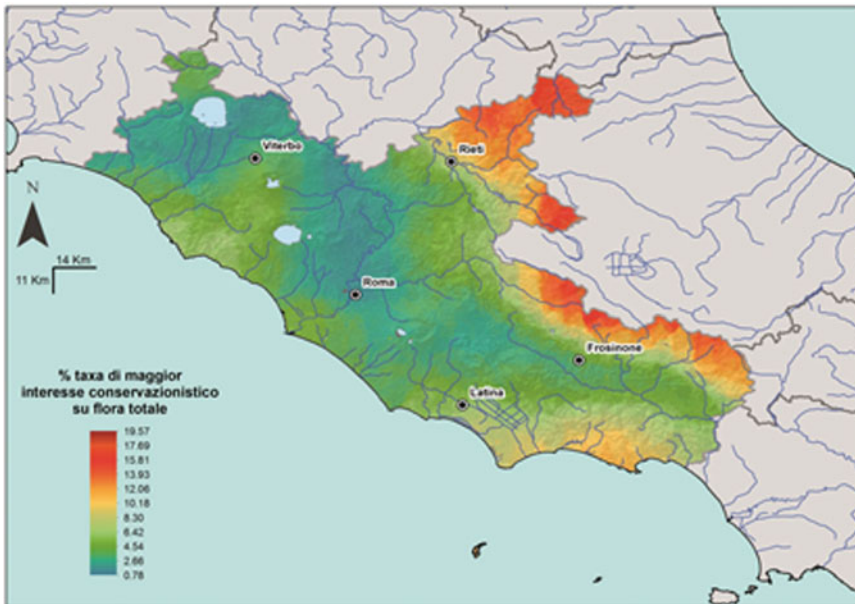 Viterbo
Rieti
N
14 Km
11 Km
Roma
Frosinone
Latina
% taxa di maggior
interesse conservazionistico
su flora totale
19.57
17.69
15.81
13.93
12.06
10.18
8.30
6.42
4.54
2.66
0.78